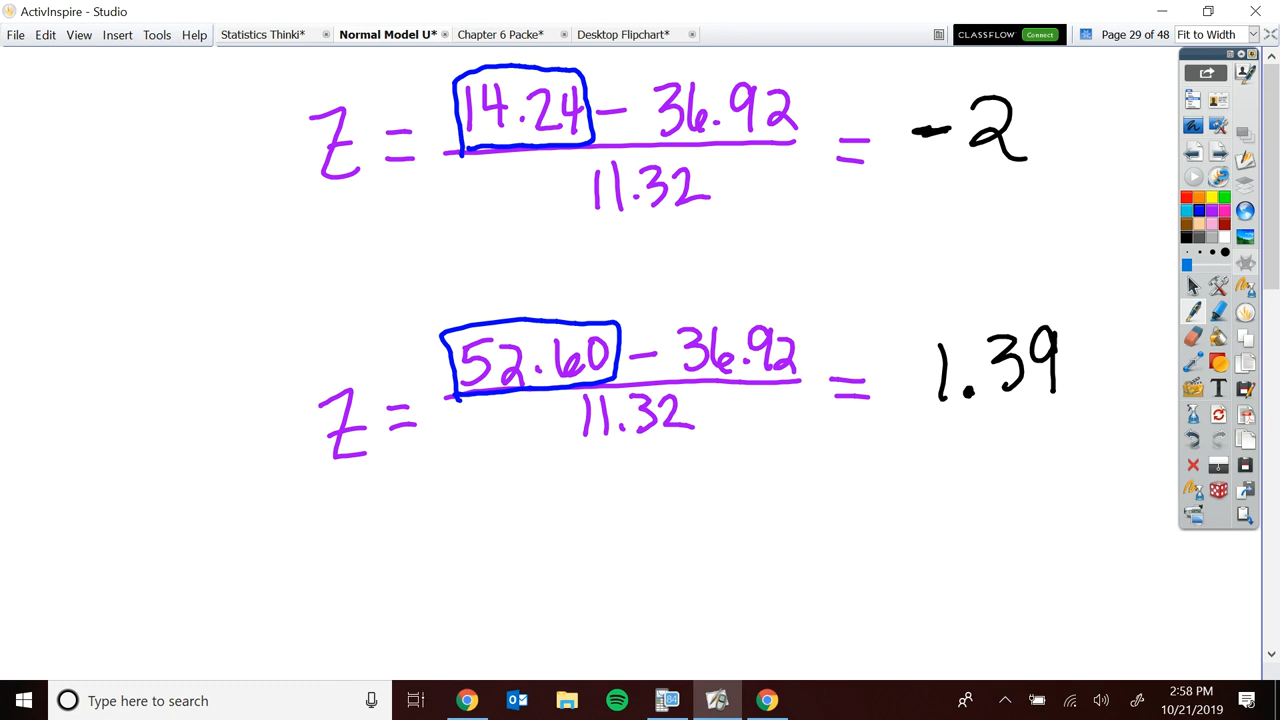 ActivInspire - Studio
File Edit View Insert Tools Help
Statistics Thinki* Normal Model U* Chapter 6 Packe* Desktop Flipchart*
CLASSFLOW Connect
Page 29 of 48 Fit to Width
14.24 - 36.92
Z = = -2
11.32
52.60 - 36.92
Z = = 1.39
11.32
Type here to search
2:58 PM
10/21/2019